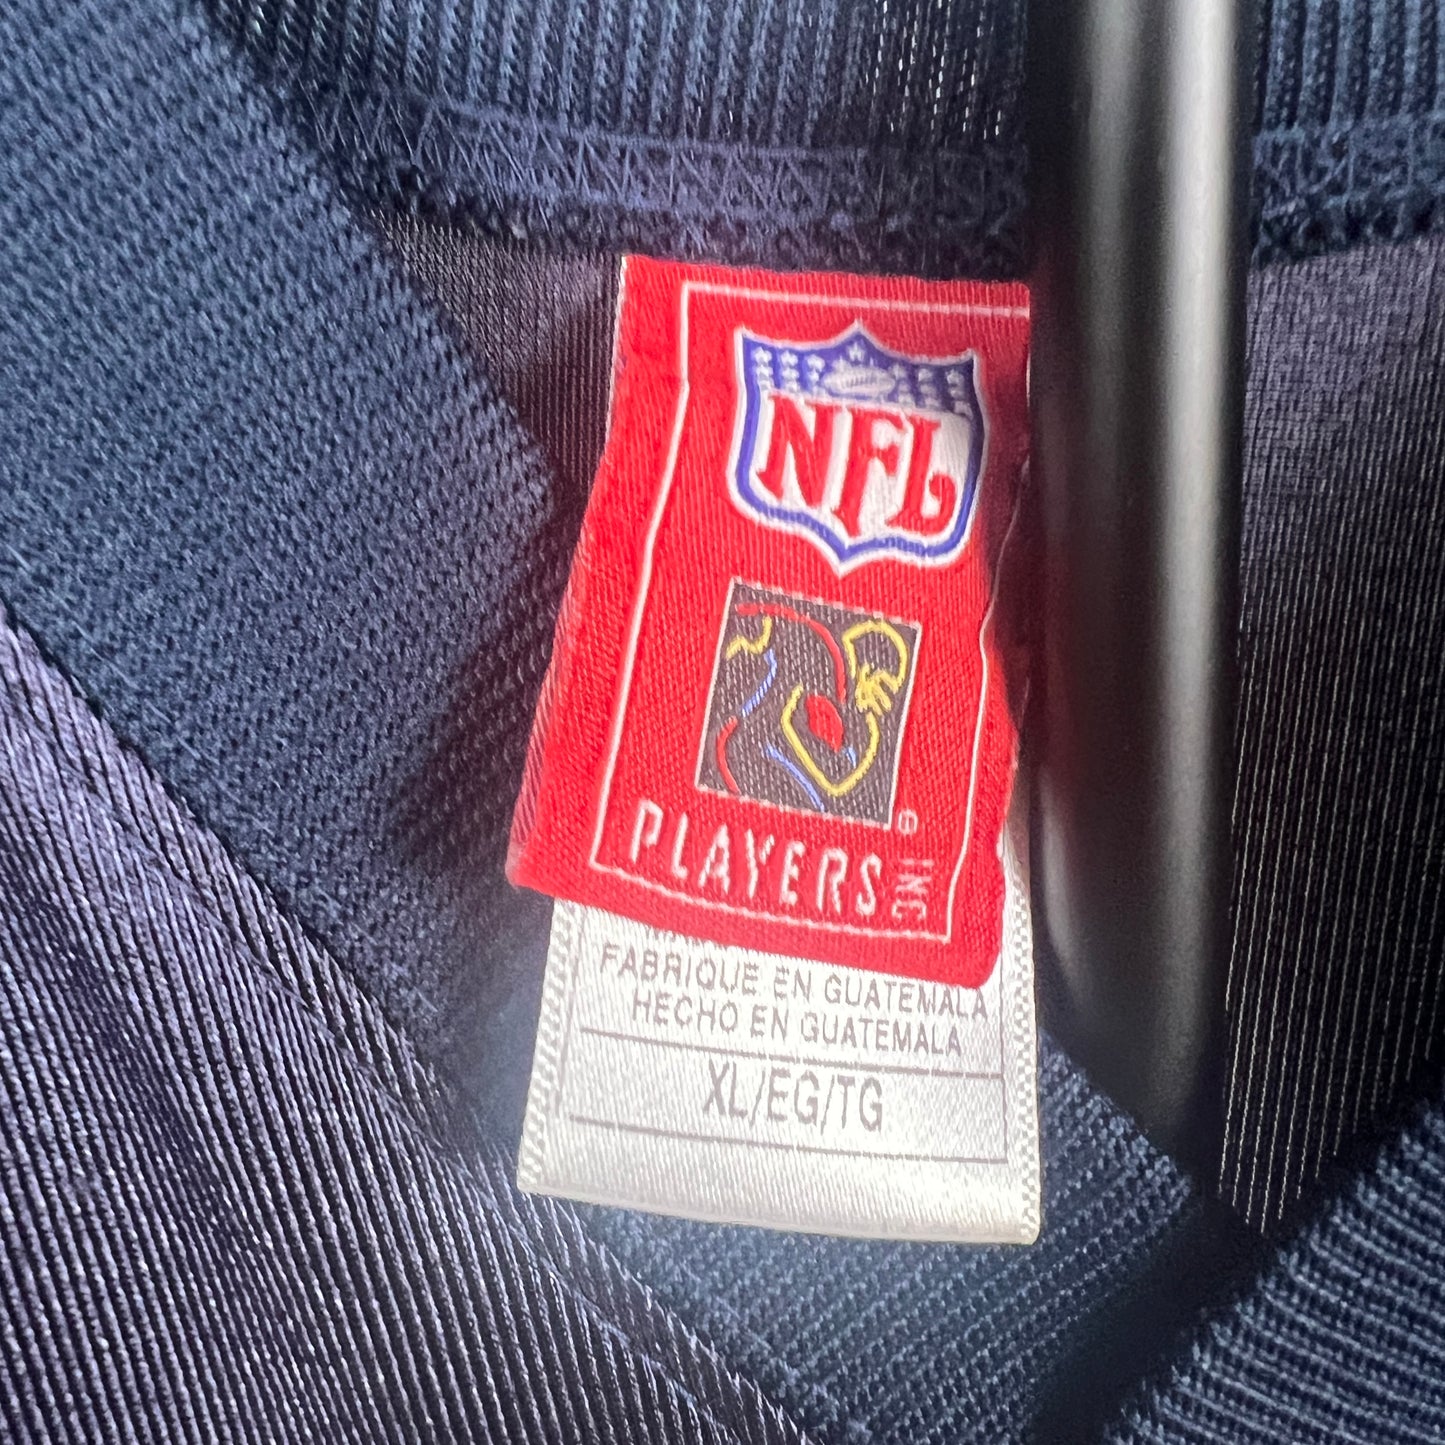 NFL
PLAYERS INC
®
FABRIQUE EN GUATEMALA
HECHO EN GUATEMALA
XL/EG/TG